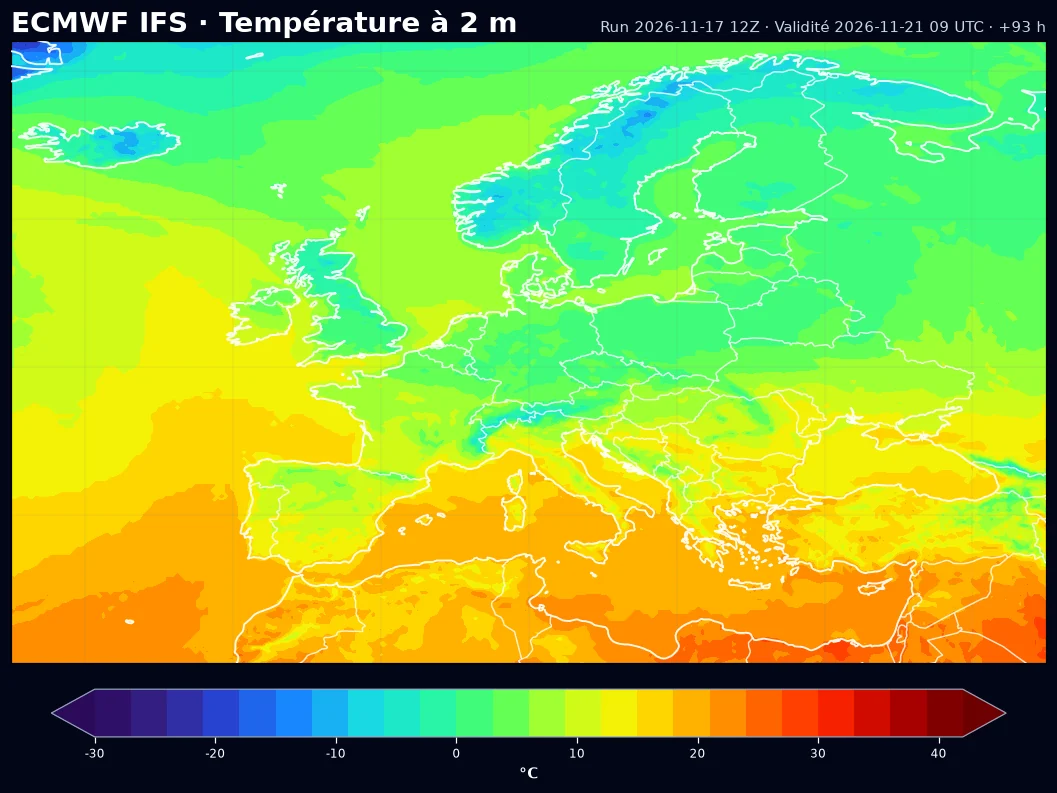 ECMWF IFS · Température à 2 m
Run 2026-11-17 12Z · Validité 2026-11-21 09 UTC · +93 h
-30 -20 -10 0 10 20 30 40
°C